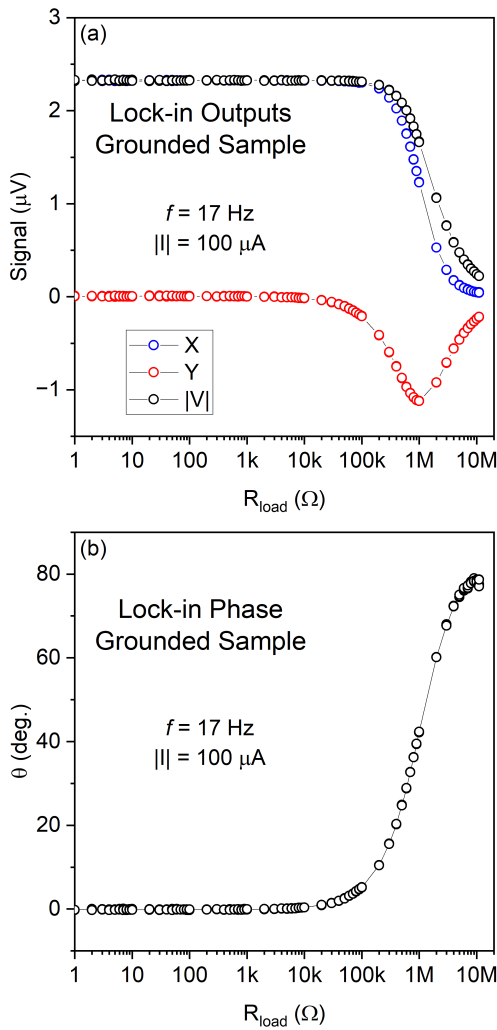 (a)
3
2
1
0
−1
Signal (μV)
Lock-in Outputs
Grounded Sample
f = 17 Hz
|I| = 100 μA
X
Y
|V|
1 10 100 1k 10k 100k 1M 10M
Rload (Ω)
(b)
80
60
40
20
0
θ (deg.)
Lock-in Phase
Grounded Sample
f = 17 Hz
|I| = 100 μA
1 10 100 1k 10k 100k 1M 10M
Rload (Ω)